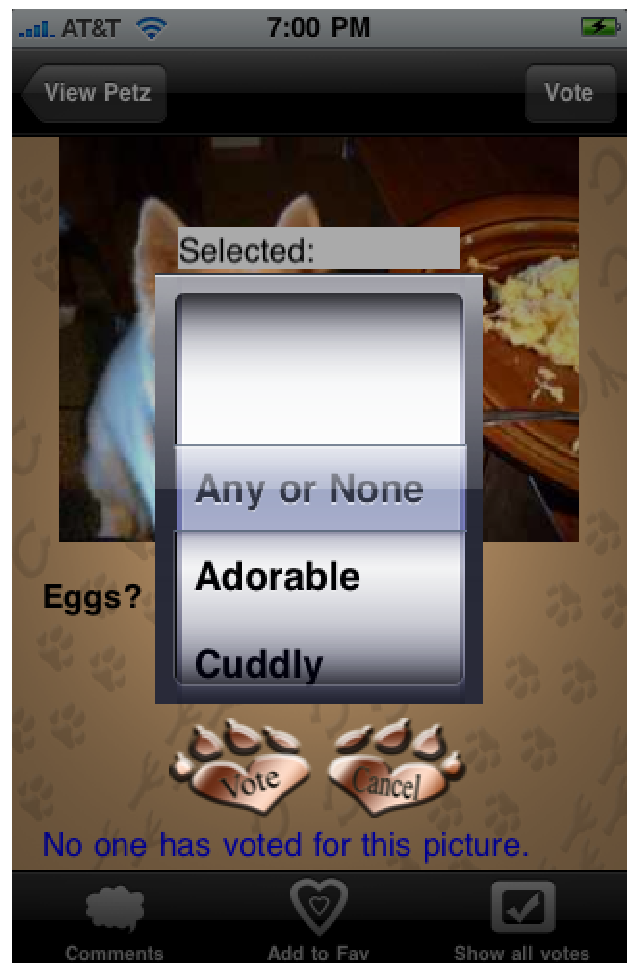 AT&T 7:00 PM
View Petz Vote
Selected:
Any or None
Adorable
Cuddly
Eggs?
Vote Cancel
No one has voted for this picture.
Comments Add to Fav Show all votes